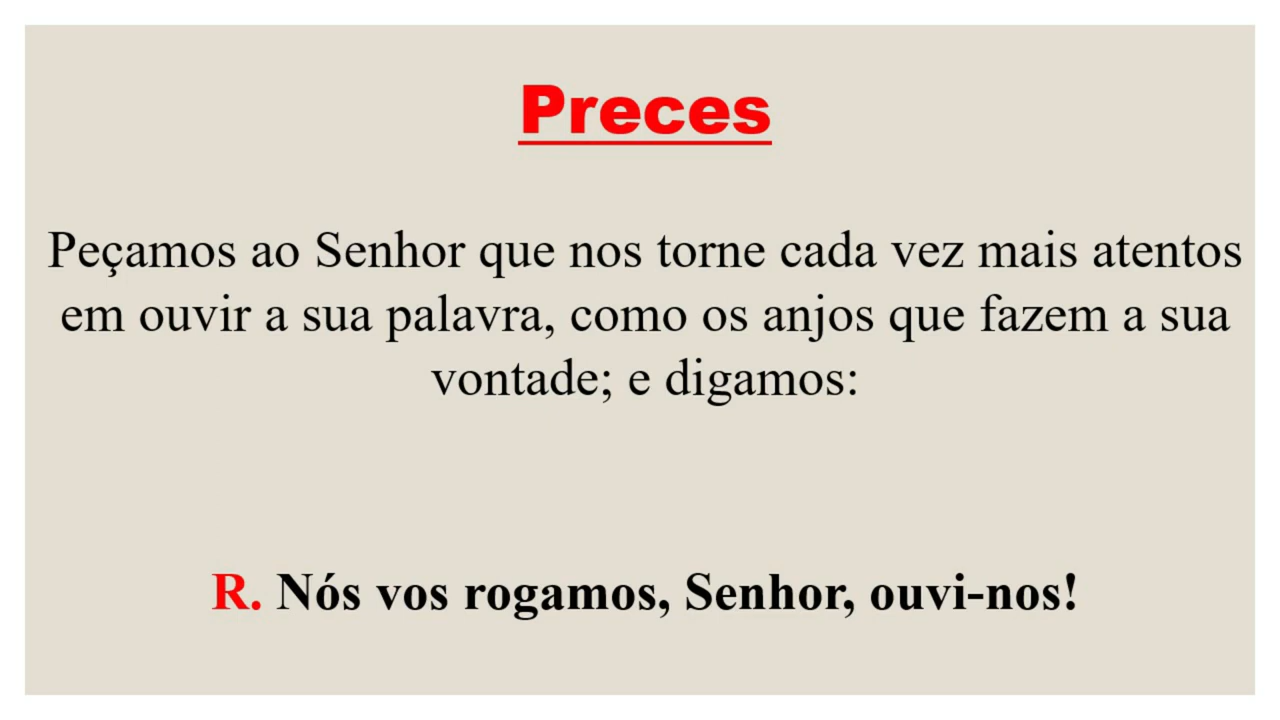 Preces
Peçamos ao Senhor que nos torne cada vez mais atentos
em ouvir a sua palavra, como os anjos que fazem a sua
vontade; e digamos:
R. Nós vos rogamos, Senhor, ouvi-nos!